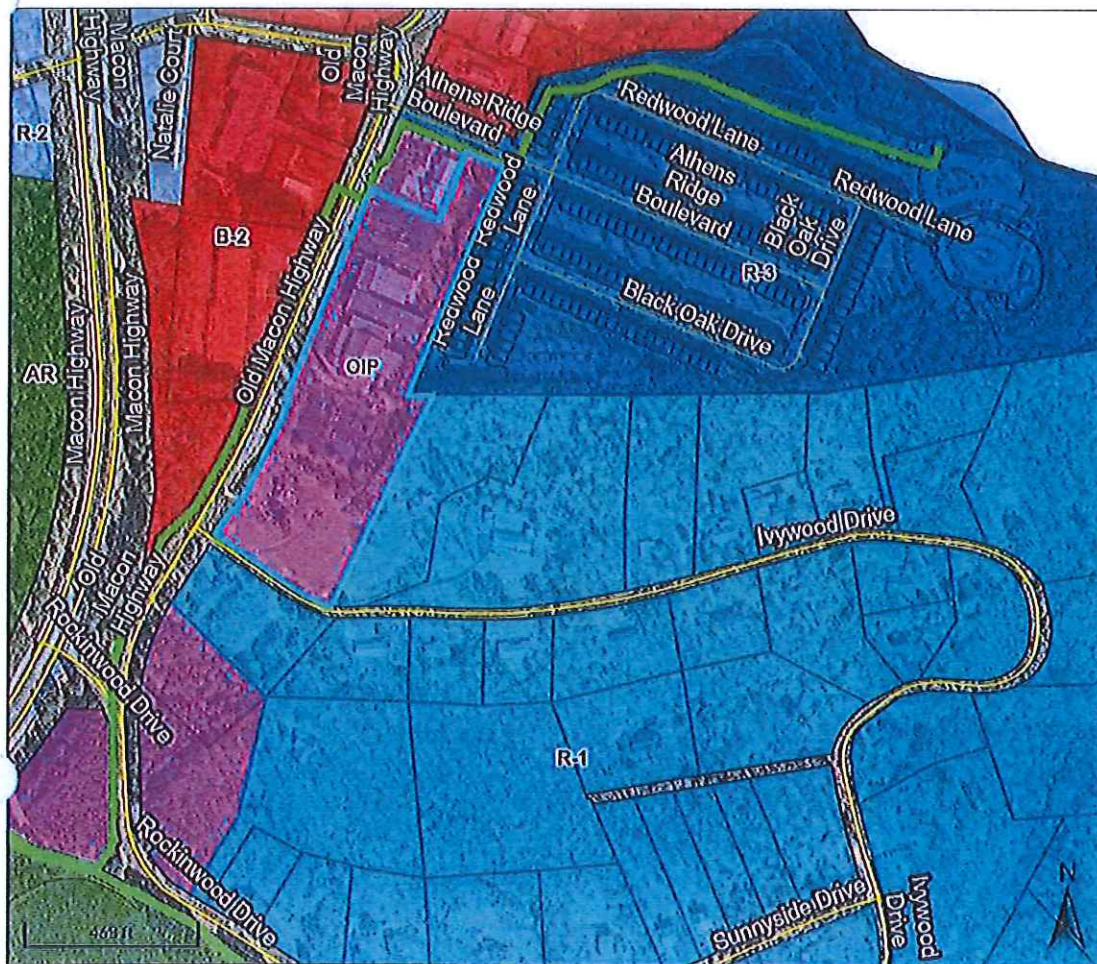 Macon
Highway
Macon
R-2
Natalie Court
Old
Macon
Highway
Athens Ridge
Boulevard
Redwood Lane
Athens
Ridge
Boulevard
Black
Oak
Drive
Redwood Lane
Redwood
Lane
B-2
R-3
Redwood
Lane
Black Oak Drive
Old Macon Highway
Macon Highway
Macon Highway
AR
OIP
Ivywood Drive
Old
Macon
Highway
Rockinwood Drive
R-1
Rockinwood Drive
Sunnyside Drive
Ivywood
Drive
N